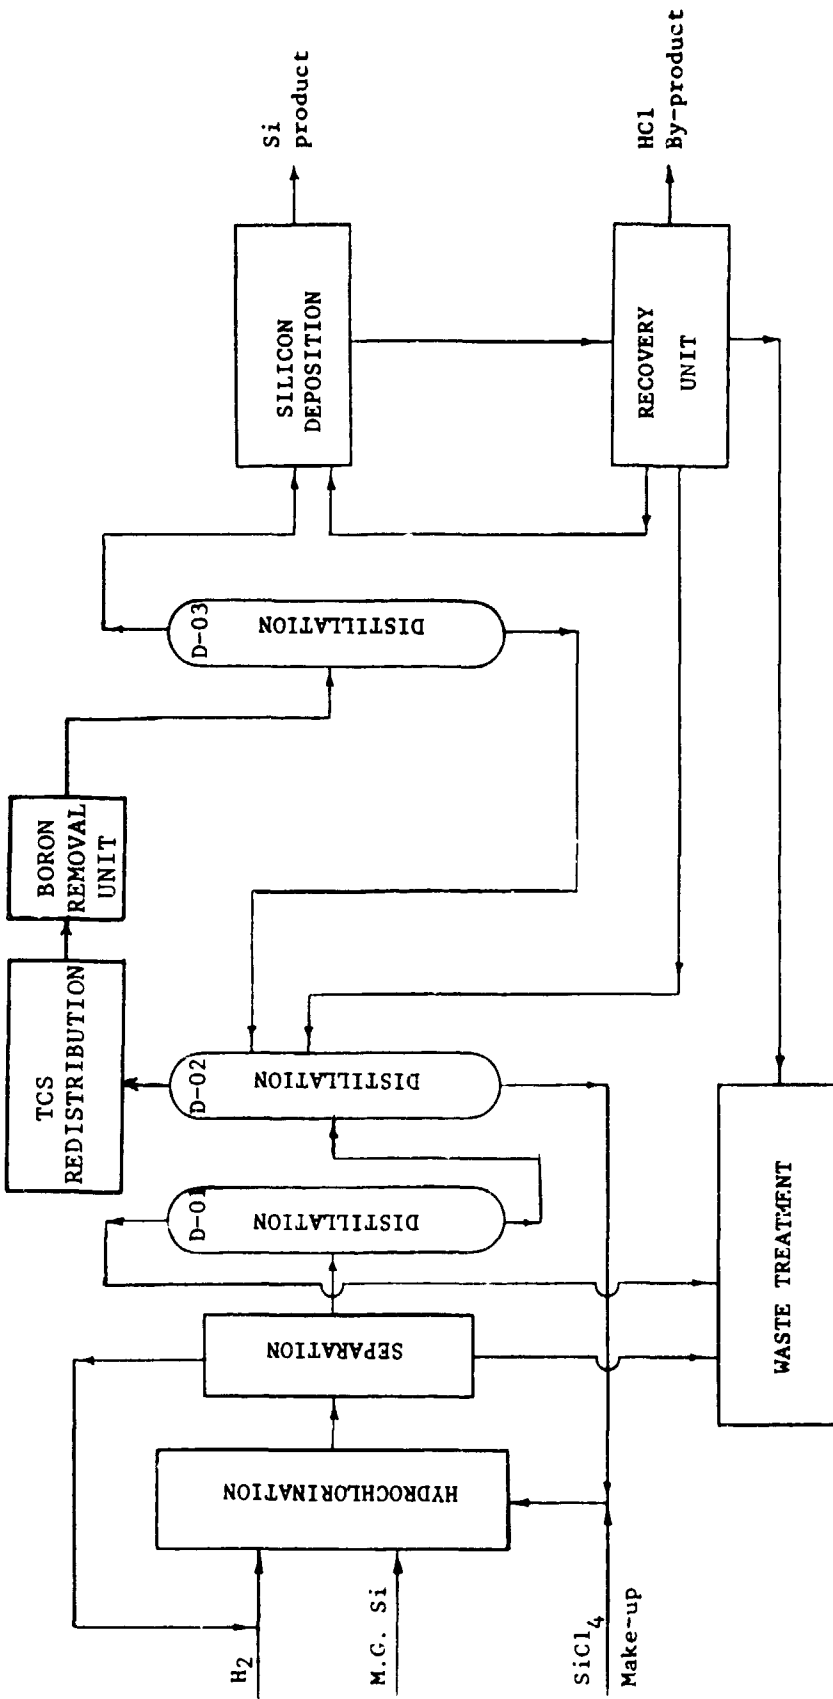 H2
M.G. Si
SiCl4
Make-up
HYDROCHLORINATION
SEPARATION
D-01
DISTILLATION
D-02
DISTILLATION
TCS
REDISTRIBUTION
BORON
REMOVAL
UNIT
D-03
DISTILLATION
SILICON
DEPOSITION
Si
product
RECOVERY
UNIT
HCl
By-product
WASTE TREATMENT